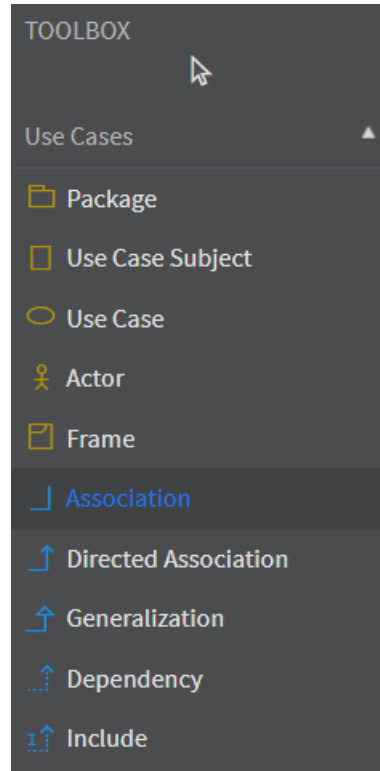 TOOLBOX
Use Cases
Package
Use Case Subject
Use Case
Actor
Frame
Association
Directed Association
Generalization
Dependency
Include